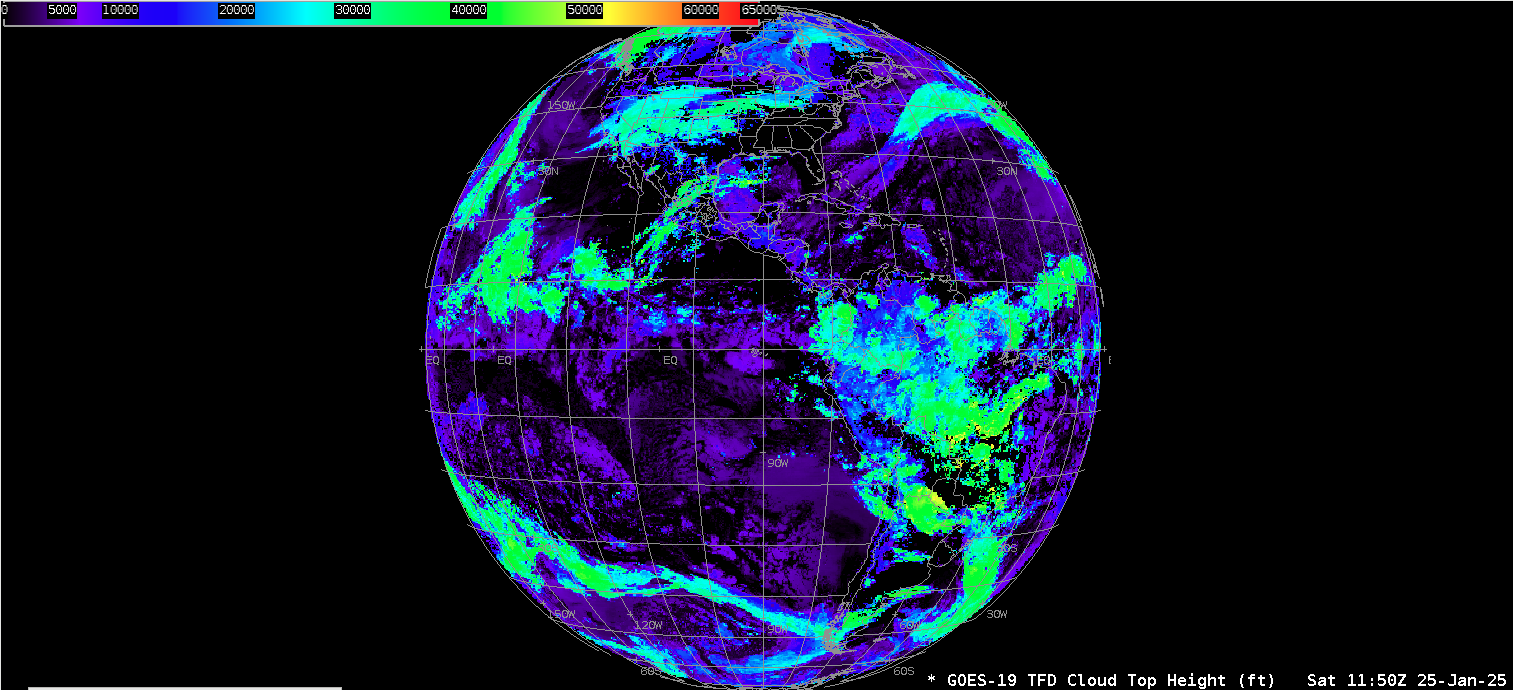 0 5000 10000 20000 30000 40000 50000 60000 65000
150W
30N 30N
EQ EQ EQ EQ
90W
150W 120W 90W 60W 30W
60S 60S
* GOES-19 TFD Cloud Top Height (ft) Sat 11:50Z 25-Jan-25